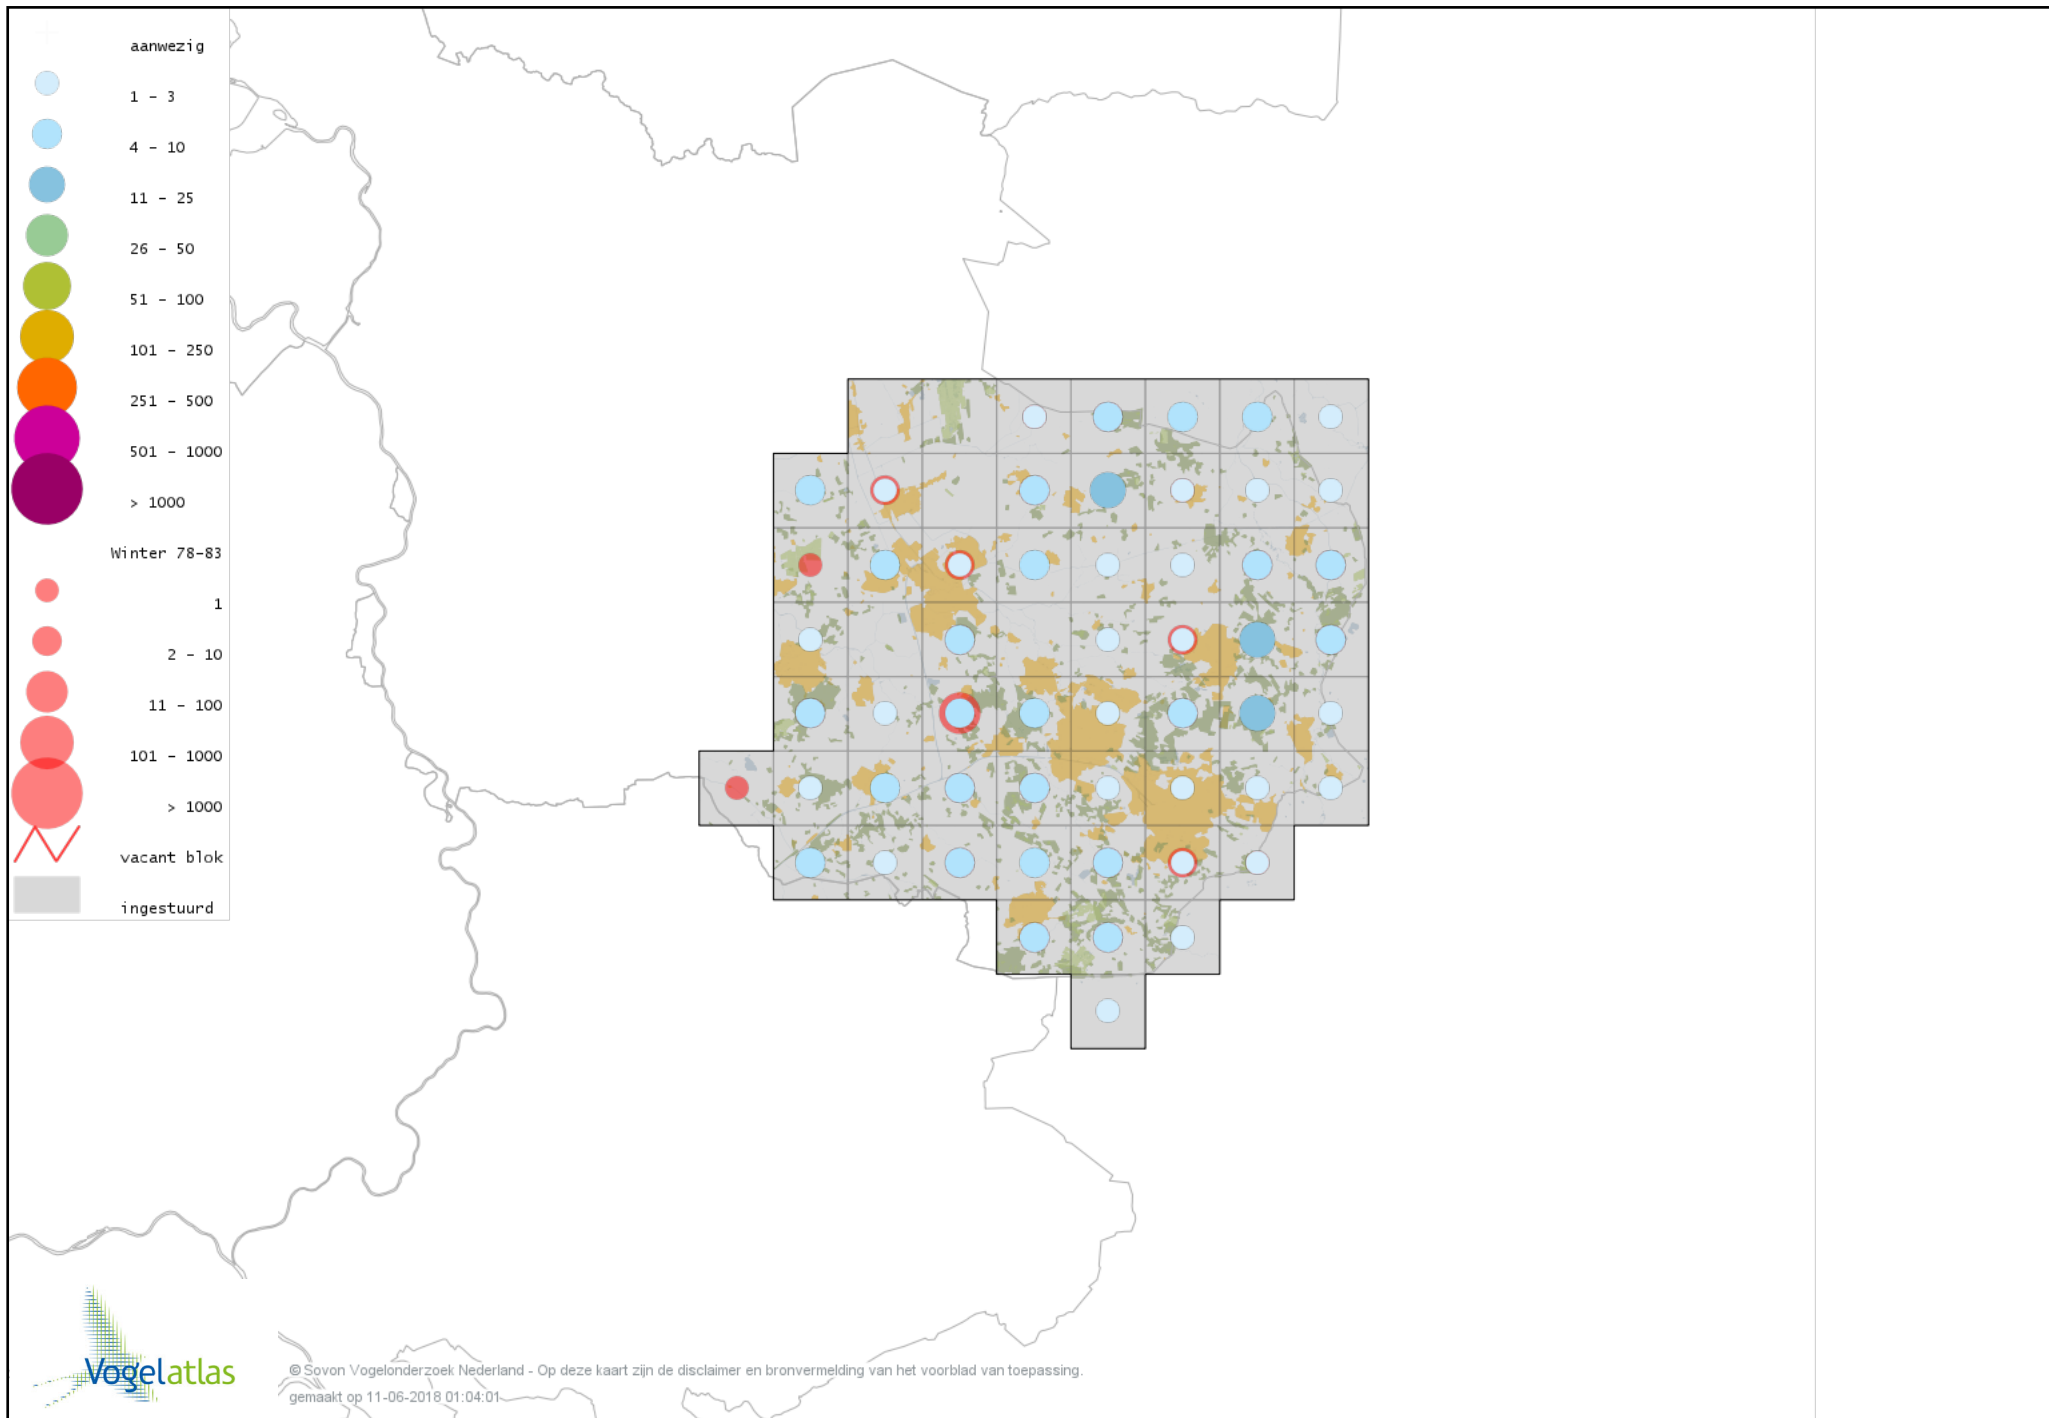 aanwezig
1 - 3
4 - 10
11 - 25
26 - 50
51 - 100
101 - 250
251 - 500
501 - 1000
> 1000
Winter 78-83
1
2 - 10
11 - 100
101 - 1000
> 1000
vacant blok
ingestuurd
Vogelatlas
© Sovon Vogelonderzoek Nederland - Op deze kaart zijn de disclaimer en bronvermelding van het voorblad van toepassing.
gemaakt op 11-06-2018 01:04:01